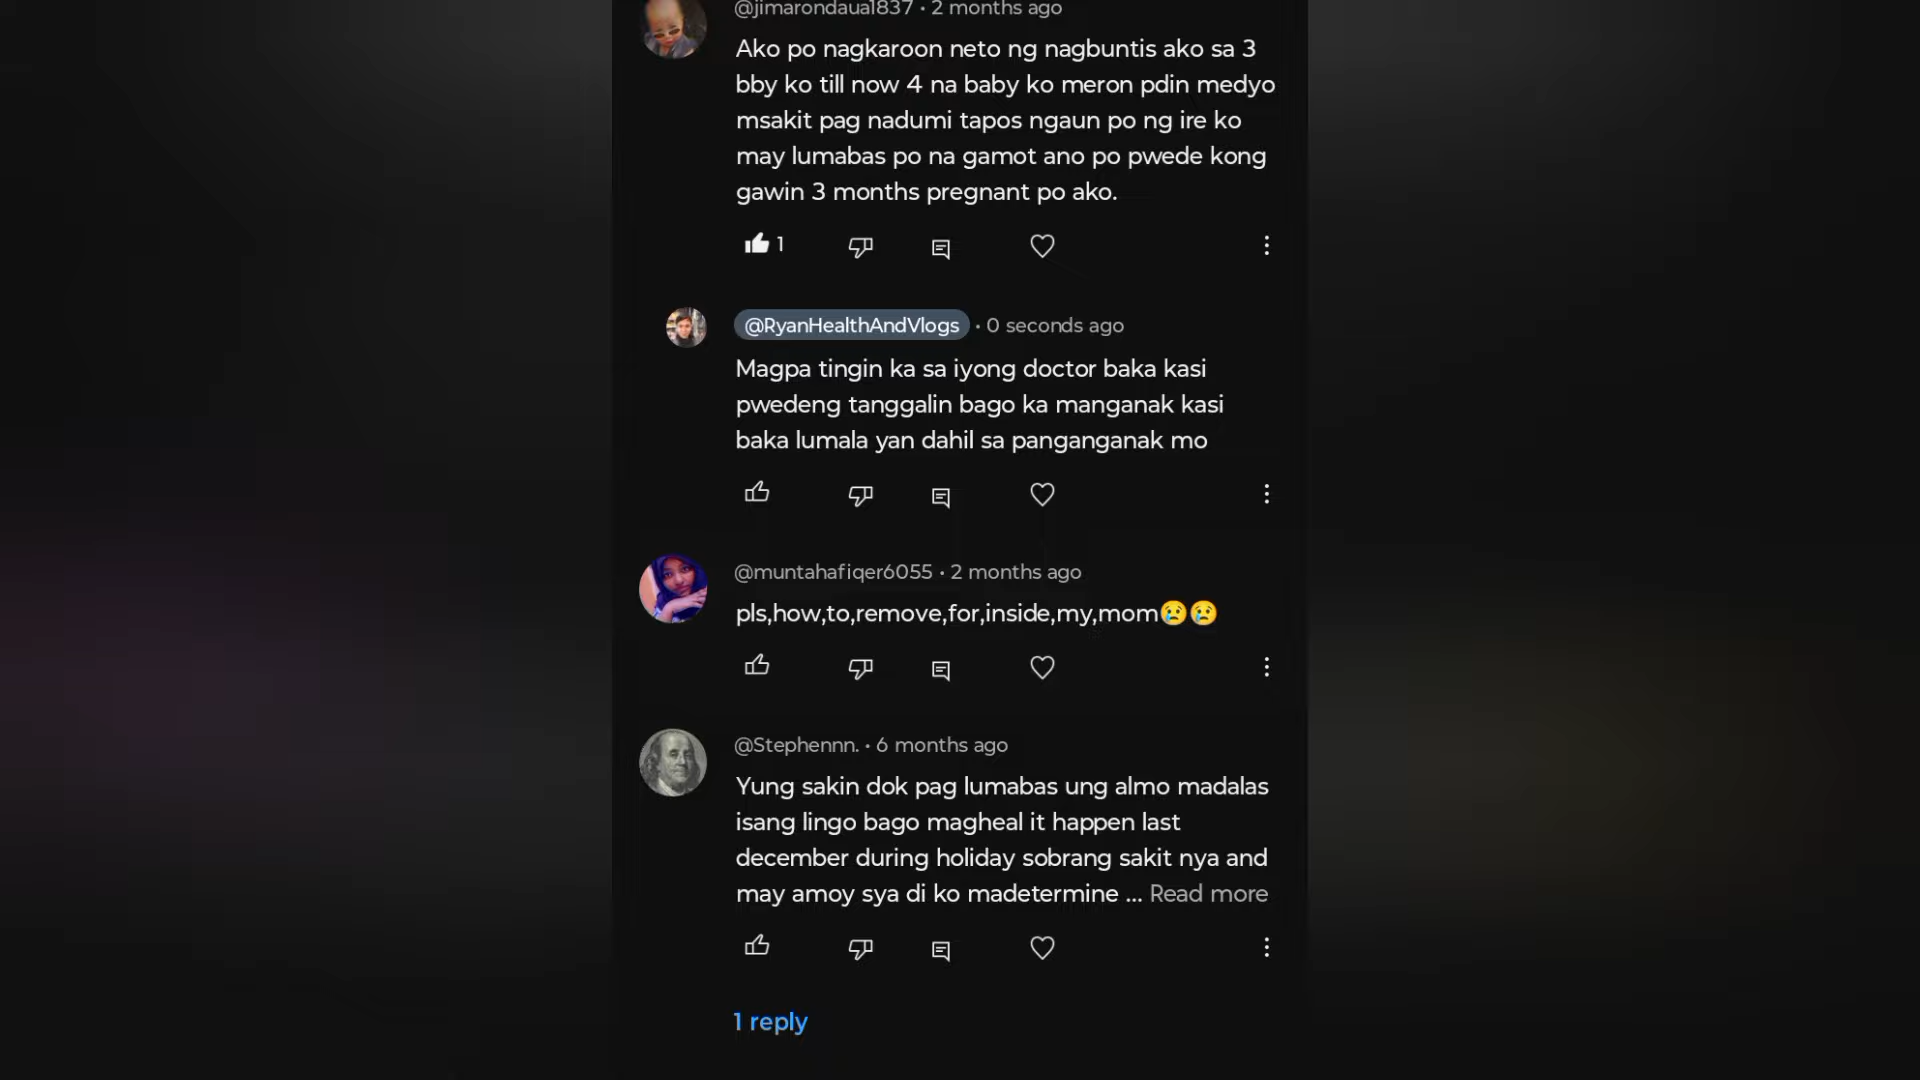 @jimarondaua1837 • 2 months ago
Ako po nagkaroon neto ng nagbuntis ako sa 3
bby ko till now 4 na baby ko meron pdin medyo
msakit pag nadumi tapos ngaun po ng ire ko
may lumabas po na gamot ano po pwede kong
gawin 3 months pregnant po ako.
1
@RyanHealthAndVlogs • 0 seconds ago
Magpa tingin ka sa iyong doctor baka kasi
pwedeng tanggalin bago ka manganak kasi
baka lumala yan dahil sa panganganak mo
@muntahafiqer6055 • 2 months ago
pls,how,to,remove,for,inside,my,mom😢😢
@Stephennn. • 6 months ago
Yung sakin dok pag lumabas ung almo madalas
isang lingo bago magheal it happen last
december during holiday sobrang sakit nya and
may amoy sya di ko madetermine ... Read more
1 reply